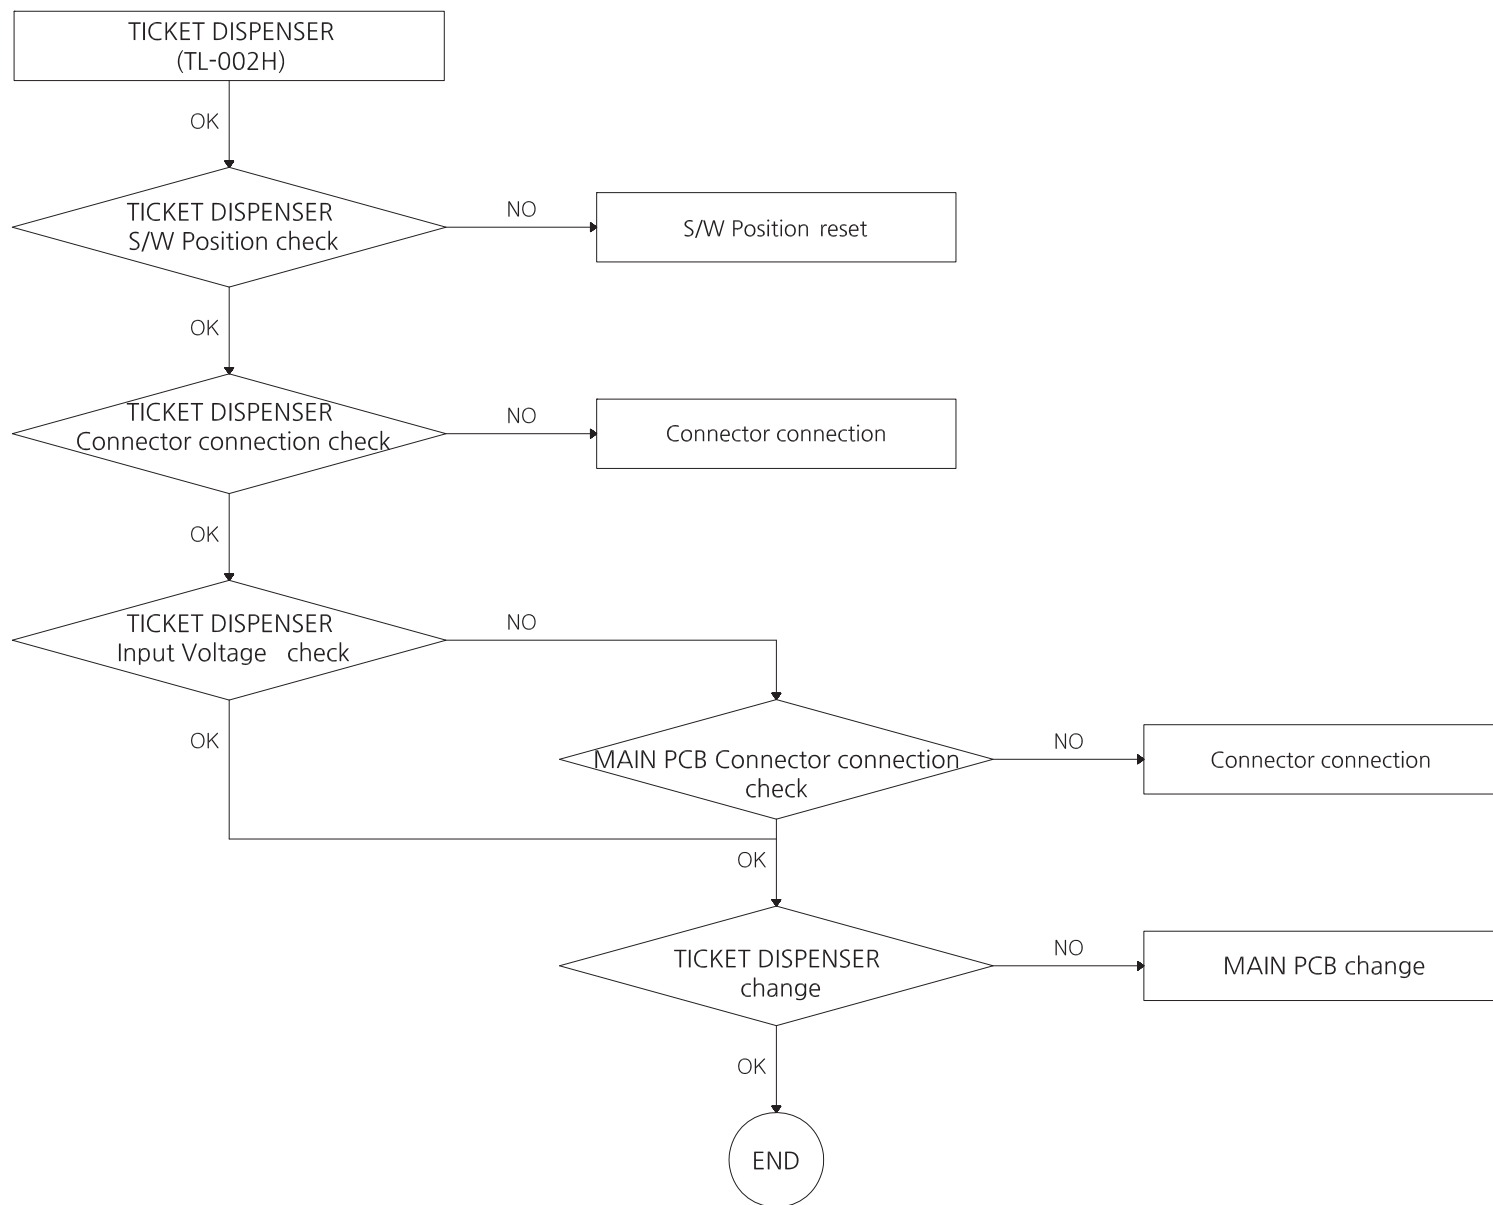 TICKET DISPENSER
(TL-002H)
OK
TICKET DISPENSER
S/W Position check
NO
S/W Position reset
OK
TICKET DISPENSER
Connector connection check
NO
Connector connection
OK
TICKET DISPENSER
Input Voltage check
NO
OK
MAIN PCB Connector connection
check
NO
Connector connection
OK
TICKET DISPENSER
change
NO
MAIN PCB change
OK
END